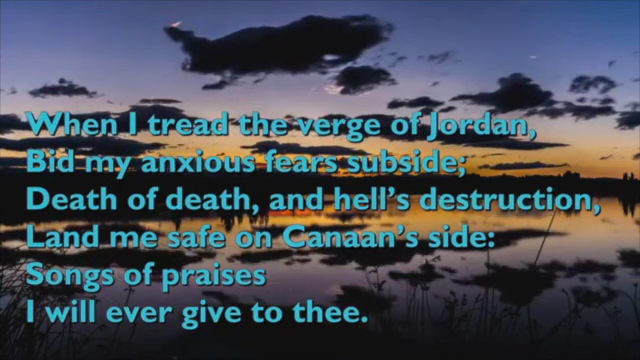 When I tread the verge of Jordan,
Bid my anxious fears subside;
Death of death, and hell's destruction,
Land me safe on Canaan's side:
Songs of praises
I will ever give to thee.